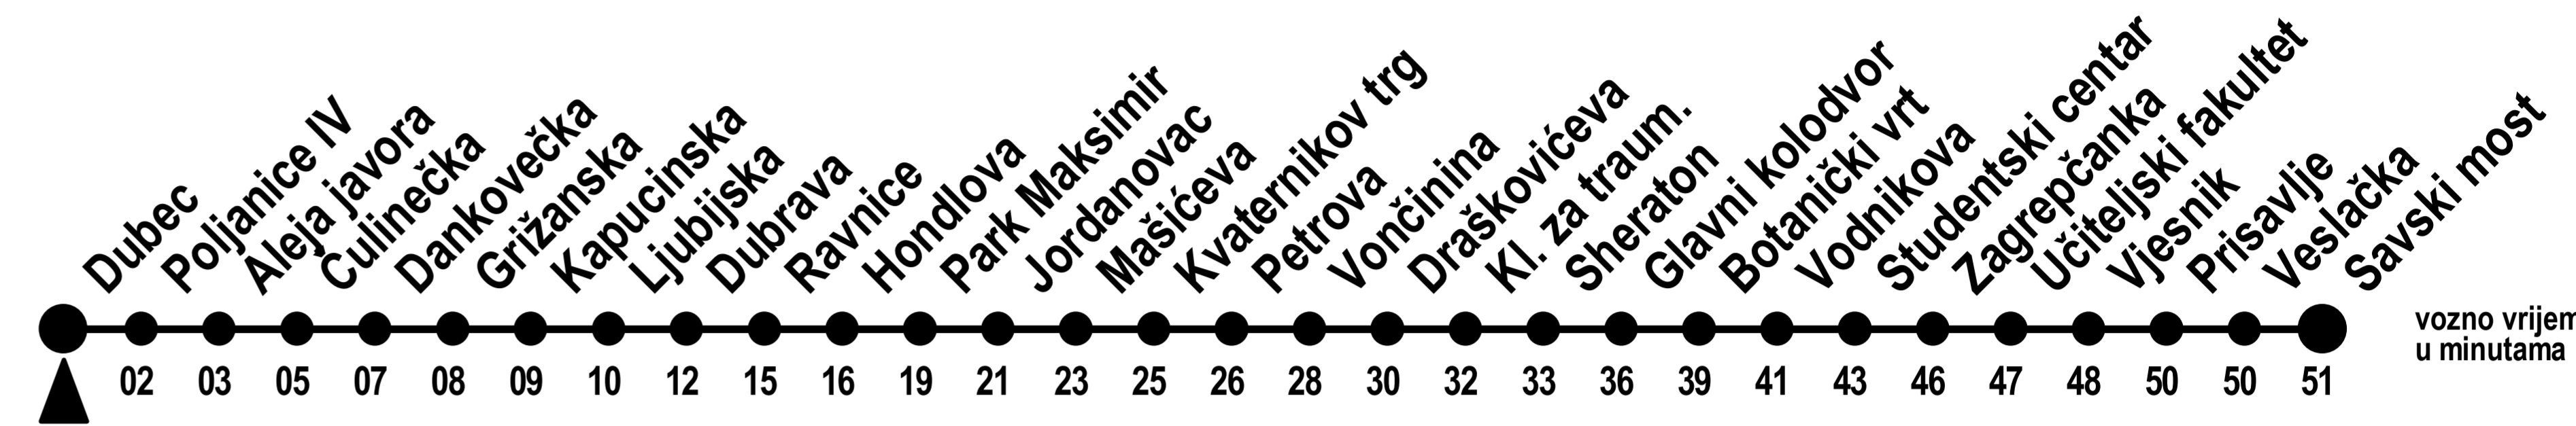 Dubec
Poljanice IV
Aleja javora
Čulinečka
Dankovečka
Grižanska
Kapucinska
Ljubijska
Dubrava
Ravnice
Hondlova
Park Maksimir
Jordanovac
Mašićeva
Kvaternikov trg
Petrova
Vončinina
Draškovićeva
Kl. za traum.
Sheraton
Glavni kolodvor
Botanički vrt
Vodnikova
Studentski centar
Zagrepčanka
Učiteljski fakultet
Vjesnik
Prisavlje
Veslačka
Savski most
vozno vrijem
u minutama
02 03 05 07 08 09 10 12 15 16 19 21 23 25 26 28 30 32 33 36 39 41 43 46 47 48 50 50 51